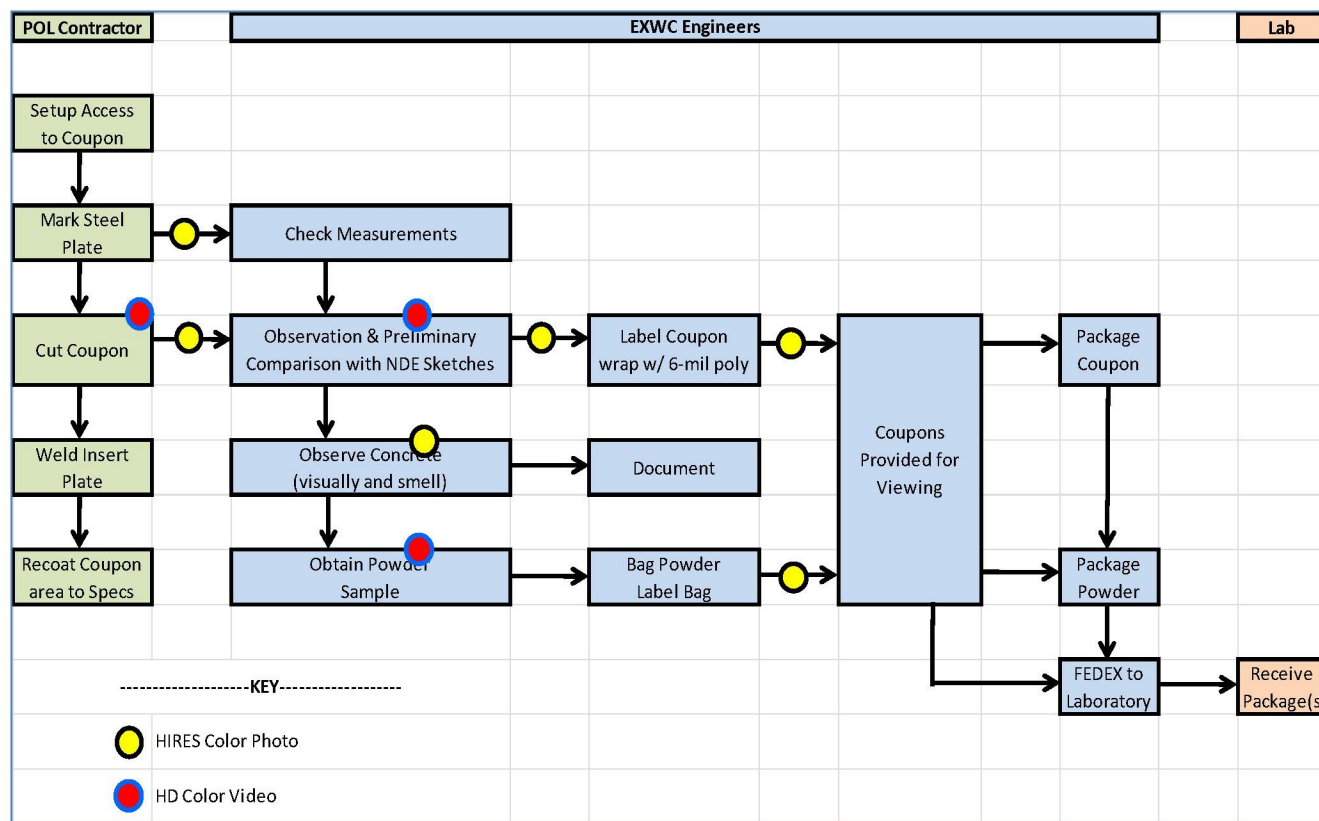 POL Contractor
EXWC Engineers
Lab
Setup Access
to Coupon
Mark Steel
Plate
Check Measurements
Cut Coupon
Observation & Preliminary
Comparison with NDE Sketches
Label Coupon
wrap w/ 6-mil poly
Coupons
Provided for
Viewing
Package
Coupon
Weld Insert
Plate
Observe Concrete
(visually and smell)
Document
Recoat Coupon
area to Specs
Obtain Powder
Sample
Bag Powder
Label Bag
Package
Powder
FEDEX to
Laboratory
Receive
Package(s
---------------------KEY-------------------
HIRES Color Photo
HD Color Video